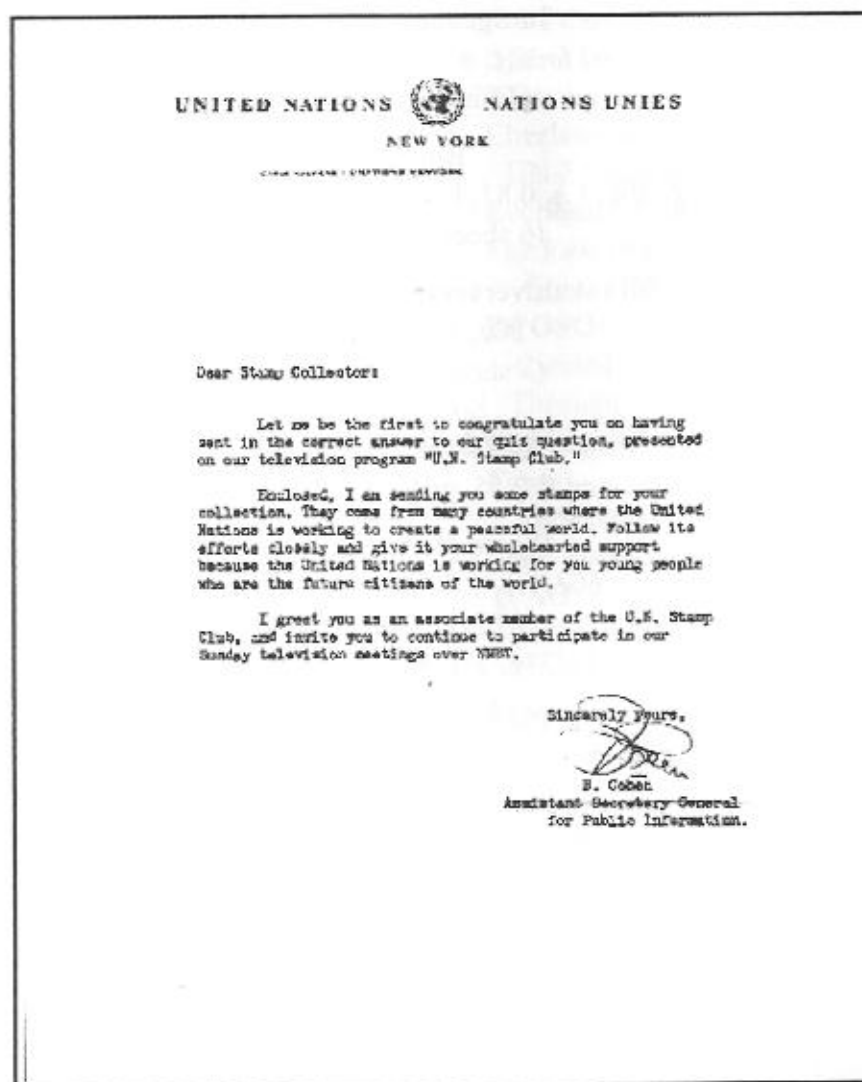 UNITED NATIONS NATIONS UNIES
NEW YORK
Dear Stamp Collector:
Let me be the first to congratulate you on having
sent in the correct answer to our quiz question, presented
on our television program "U.N. Stamp Club."
Enclosed, I am sending you some stamps for your
collection. They come from many countries where the United
Nations is working to create a peaceful world. Follow its
efforts closely and give it your wholehearted support
because the United Nations is working for you young people
who are the future citizens of the world.
I greet you as an associate member of the U.N. Stamp
Club, and invite you to continue to participate in our
Sunday television meetings over WNBT.
Sincerely yours,
B. Cohen
Assistant Secretary General
for Public Information.